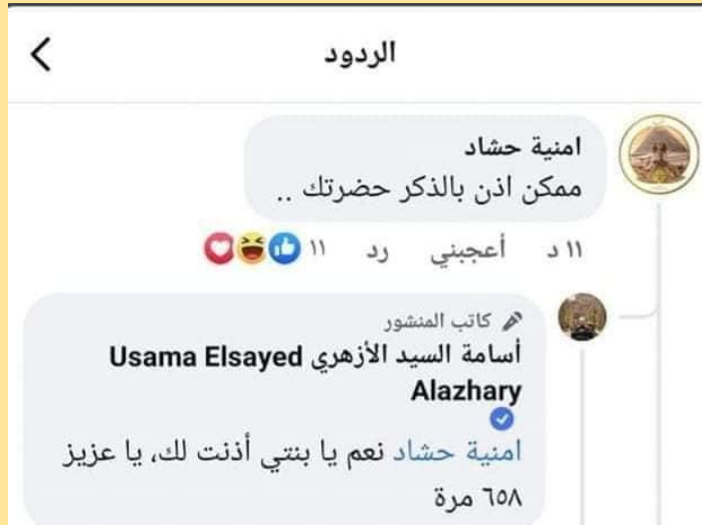 الردود
امنية حشاد
ممكن اذن بالذكر حضرتك ..
١١ د أعجبني رد ١١
كاتب المنشور
أسامة السيد الأزهري Usama Elsayed
Alazhary
امنية حشاد نعم يا بنتي أذنت لك، يا عزيز
٦٥٨ مرة